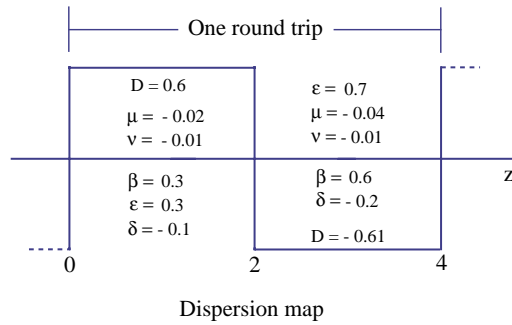 One round trip
D = 0.6
μ = - 0.02
ν = - 0.01
β = 0.3
ε = 0.3
δ = - 0.1
ε = 0.7
μ = - 0.04
ν = - 0.01
β = 0.6
δ = - 0.2
D = - 0.61
z
0 2 4
Dispersion map